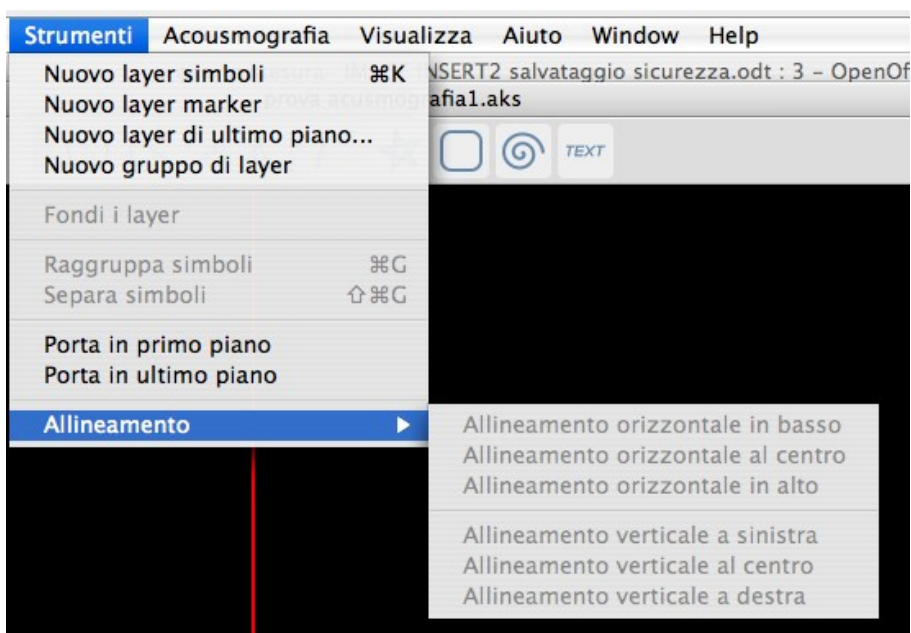 Strumenti Acousmografia Visualizza Aiuto Window Help
INSERT2 salvataggio sicurezza.odt : 3 – OpenOf
prova acusmografia1.aks
TEXT
Nuovo layer simboli ⌘K
Nuovo layer marker
Nuovo layer di ultimo piano...
Nuovo gruppo di layer
Fondi i layer
Raggruppa simboli ⌘G
Separa simboli ⇧⌘G
Porta in primo piano
Porta in ultimo piano
Allineamento ▶
Allineamento orizzontale in basso
Allineamento orizzontale al centro
Allineamento orizzontale in alto
Allineamento verticale a sinistra
Allineamento verticale al centro
Allineamento verticale a destra